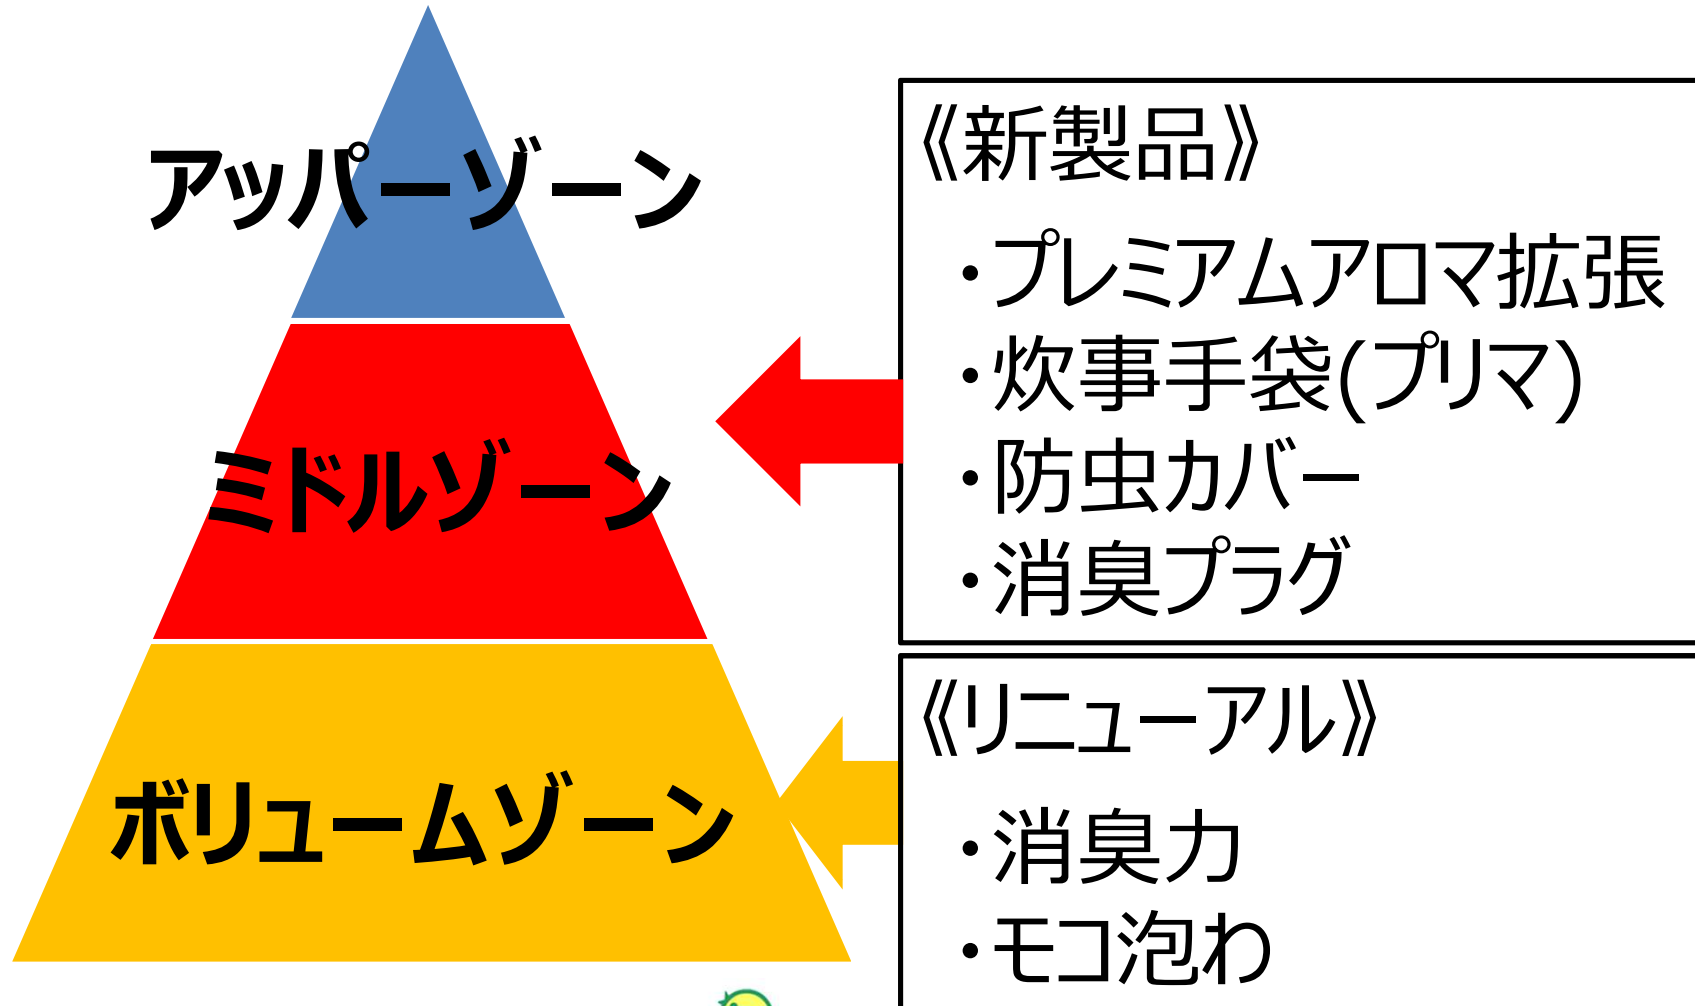 アッパーゾーン
ミドルゾーン
ボリュームゾーン
《新製品》
・プレミアムアロマ拡張
・炊事手袋(プリマ)
・防虫カバー
・消臭プラグ
《リニューアル》
・消臭力
・モコ泡わ